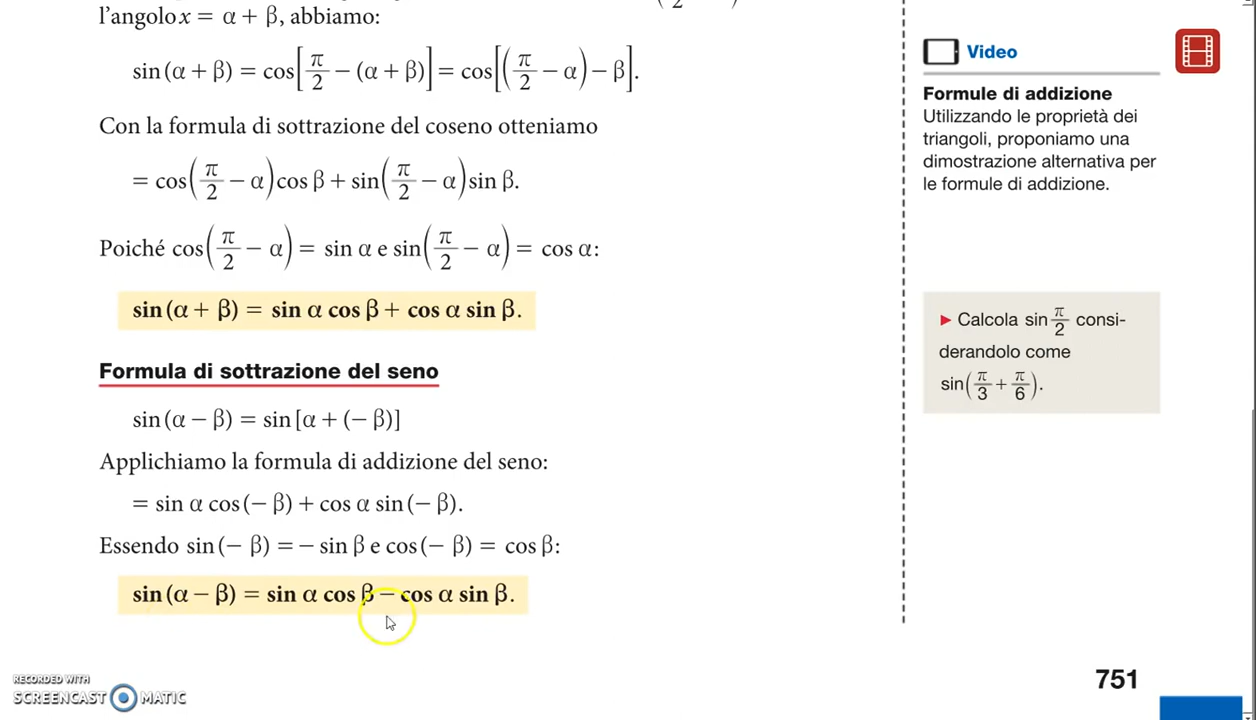 l'angolo x = α + β, abbiamo:
sin(α + β) = cos[π/2 − (α + β)] = cos[(π/2 − α) − β].
Con la formula di sottrazione del coseno otteniamo
= cos(π/2 − α)cos β + sin(π/2 − α)sin β.
Poiché cos(π/2 − α) = sin α e sin(π/2 − α) = cos α:
sin(α + β) = sin α cos β + cos α sin β.
Formula di sottrazione del seno
sin(α − β) = sin[α + (− β)]
Applichiamo la formula di addizione del seno:
= sin α cos(− β) + cos α sin(− β).
Essendo sin(− β) = − sin β e cos(− β) = cos β:
sin(α − β) = sin α cos β − cos α sin β.
Video
Formule di addizione
Utilizzando le proprietà dei
triangoli, proponiamo una
dimostrazione alternativa per
le formule di addizione.
► Calcola sin π/2 consi-
derandolo come
sin(π/3 + π/6).
751
RECORDED WITH
SCREENCAST MATIC